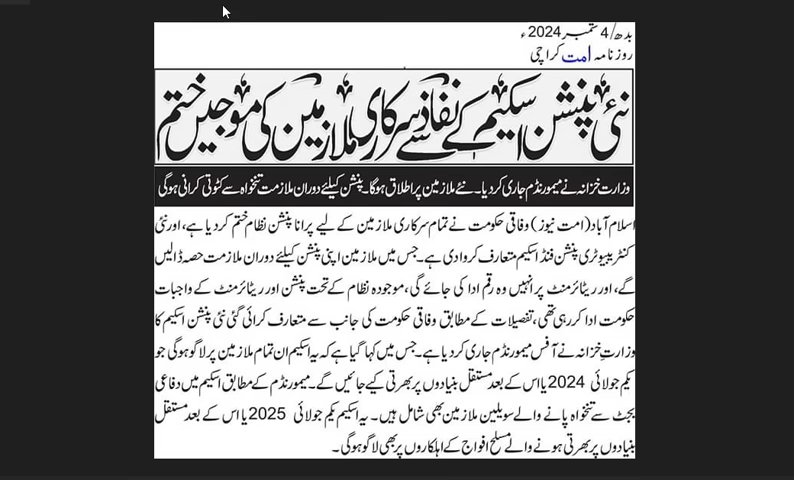 بدھ/4 ستمبر 2024ء
روزنامہ امت کراچی
نئی پنشن اسکیم کے نفاذ سے سرکاری ملازمین کی موجیں ختم
وزارت خزانہ نے میمورنڈم جاری کردیا۔ نئے ملازمین پر اطلاق ہوگا۔ پنشن کیلئے دوران ملازمت تنخواہ سے کٹوتی کرانی ہوگی
اسلام آباد (امت نیوز) وفاقی حکومت نے تمام سرکاری ملازمین کے لیے پرانا پنشن نظام ختم کردیا ہے، اور نئی
کنٹریبیوٹری پنشن فنڈ اسکیم متعارف کروادی ہے۔ جس میں ملازمین اپنی پنشن کیلئے دوران ملازمت حصہ ڈالیں
گے، اور ریٹائرمنٹ پر انہیں وہ رقم ادا کی جائے گی، موجودہ نظام کے تحت پنشن اور ریٹائرمنٹ کے واجبات
حکومت ادا کررہی تھی، تفصیلات کے مطابق وفاقی حکومت کی جانب سے متعارف کرائی گئی نئی پنشن اسکیم کا
وزارتِ خزانہ نے آفس میمورنڈم جاری کردیا ہے۔ جس میں کہا گیا ہے کہ یہ اسکیم ان تمام ملازمین پر لاگو ہوگی جو
یکم جولائی 2024 یا اس کے بعد مستقل بنیادوں پر بھرتی کیے جائیں گے۔ میمورنڈم کے مطابق اسکیم میں دفاعی
بجٹ سے تنخواہ پانے والے سویلین ملازمین بھی شامل ہیں۔ یہ اسکیم یکم جولائی 2025 یا اس کے بعد مستقل
بنیادوں پر بھرتی ہونے والے مسلح افواج کے اہلکاروں پر بھی لاگو ہوگی۔